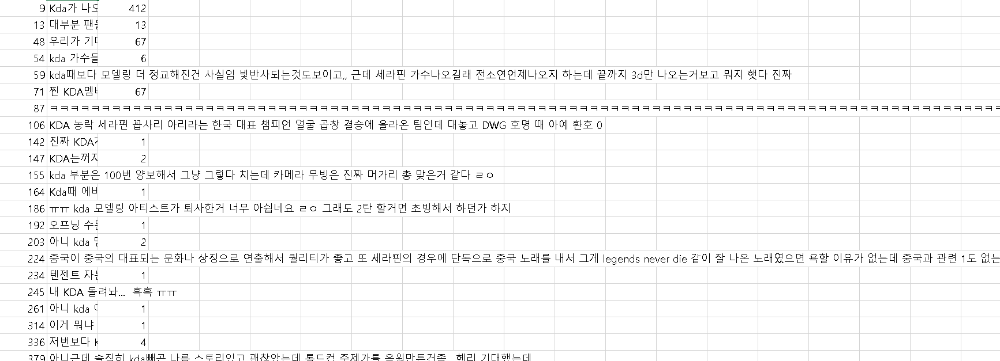 9 Kda가 나오 412
13 대부분 팬들 13
48 우리가 기대 67
54 kda 가수들 6
59 kda때보다 모델링 더 정교해진건 사실임 빛반사되는것도보이고,, 근데 세라핀 가수나오길래 전소연언제나오지 하는데 끝까지 3d만 나오는거보고 뭐지 햇다 진짜
71 찐 KDA멤버 67
87 ㅋㅋㅋㅋㅋㅋㅋㅋㅋㅋㅋㅋㅋㅋㅋㅋㅋㅋㅋㅋㅋㅋㅋㅋㅋㅋㅋㅋㅋㅋㅋㅋㅋㅋㅋㅋㅋㅋㅋㅋㅋㅋㅋㅋㅋㅋㅋㅋㅋㅋㅋㅋㅋㅋㅋㅋㅋㅋㅋㅋㅋㅋㅋㅋㅋㅋㅋㅋㅋㅋㅋㅋㅋㅋㅋㅋㅋㅋㅋㅋㅋㅋㅋㅋㅋㅋㅋㅋㅋㅋㅋ
106 KDA 농락 세라핀 꼽사리 아리라는 한국 대표 챔피언 얼굴 곱창 결승에 올라온 팀인데 대놓고 DWG 호명 때 아예 환호 0
142 진짜 1
147 KDA는꺼지 2
155 kda 부분은 100번 양보해서 그냥 그렇다 치는데 카메라 무빙은 진짜 머가리 총 맞은거 같다 ㄹㅇ
164 Kda때 1
186 ㅠㅠ kda 모델링 아티스트가 퇴사한거 너무 아쉽네요 ㄹㅇ 그래도 2탄 할거면 초빙해서 하던가 하지
192 오프닝 1
203 아니 kda 2
224 중국이 중국의 대표되는 문화나 상징으로 연출해서 퀄리티가 좋고 또 세라핀의 경우에 단독으로 중국 노래를 내서 그게 legends never die 같이 잘 나온 노래였으면 욕할 이유가 없는데 중국과 관련 1도 없는
234 텐젠트 1
245 내 KDA 돌려놔... 흑흑 ㅠㅠ
261 아니 kda 1
314 이게 뭐냐 1
336 저번보다 4
379 아니근데 솔직히 kda빼곤 나름 스토리있고 괜찮았는데 롤드컵 주제가를 기대했는데